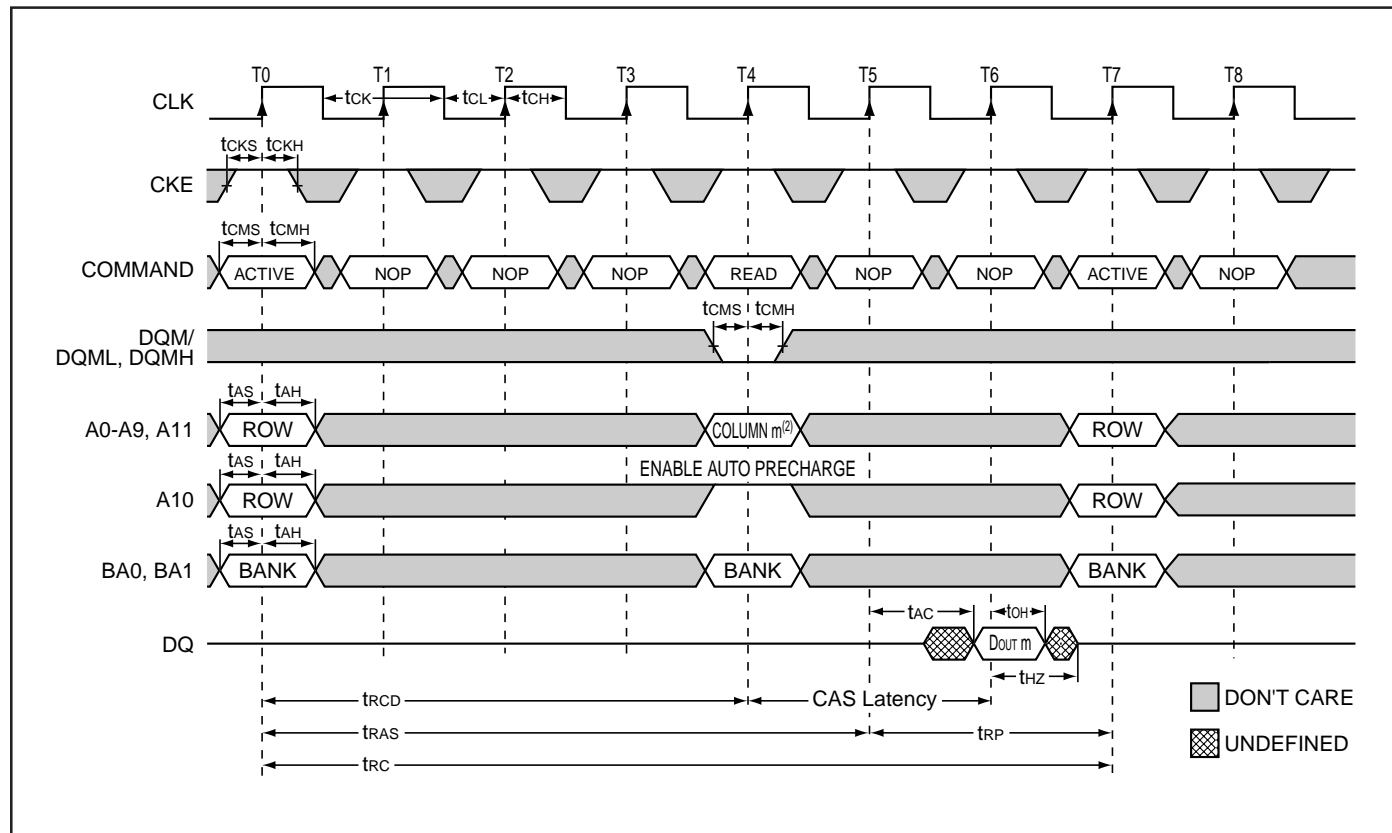 T0 T1 T2 T3 T4 T5 T6 T7 T8
CLK
tCK tCL tCH
tCKS tCKH
CKE
tCMS tCMH
COMMAND
ACTIVE NOP NOP NOP READ NOP NOP ACTIVE NOP
tCMS tCMH
DQM/
DQML, DQMH
tAS tAH
A0-A9, A11
ROW COLUMN m(2) ROW
ENABLE AUTO PRECHARGE
tAS tAH
A10
ROW ROW
tAS tAH
BA0, BA1
BANK BANK BANK
tAC tOH
DQ
DOUT m
tHZ
tRCD CAS Latency
DON'T CARE
tRAS tRP
UNDEFINED
tRC